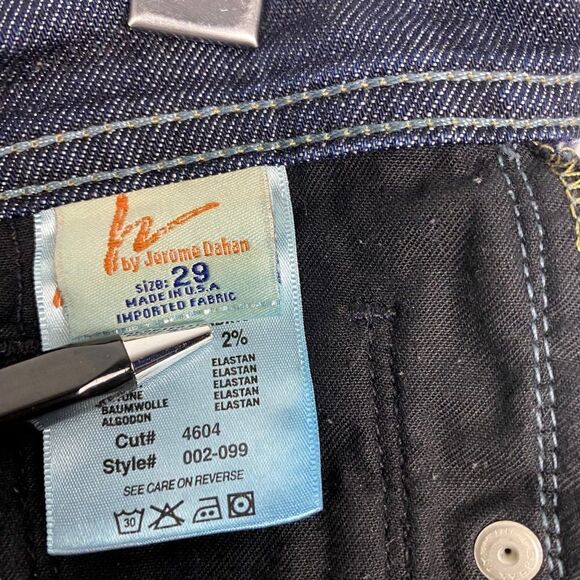 by Jerome Dahan
SIZE: 29
MADE IN U.S.A
IMPORTED FABRIC
2%
ELASTAN
ELASTAN
ELASTAN
BAUMWOLLE ELASTAN
ALGODON ELASTAN
Cut# 4604
Style# 002-099
SEE CARE ON REVERSE
30